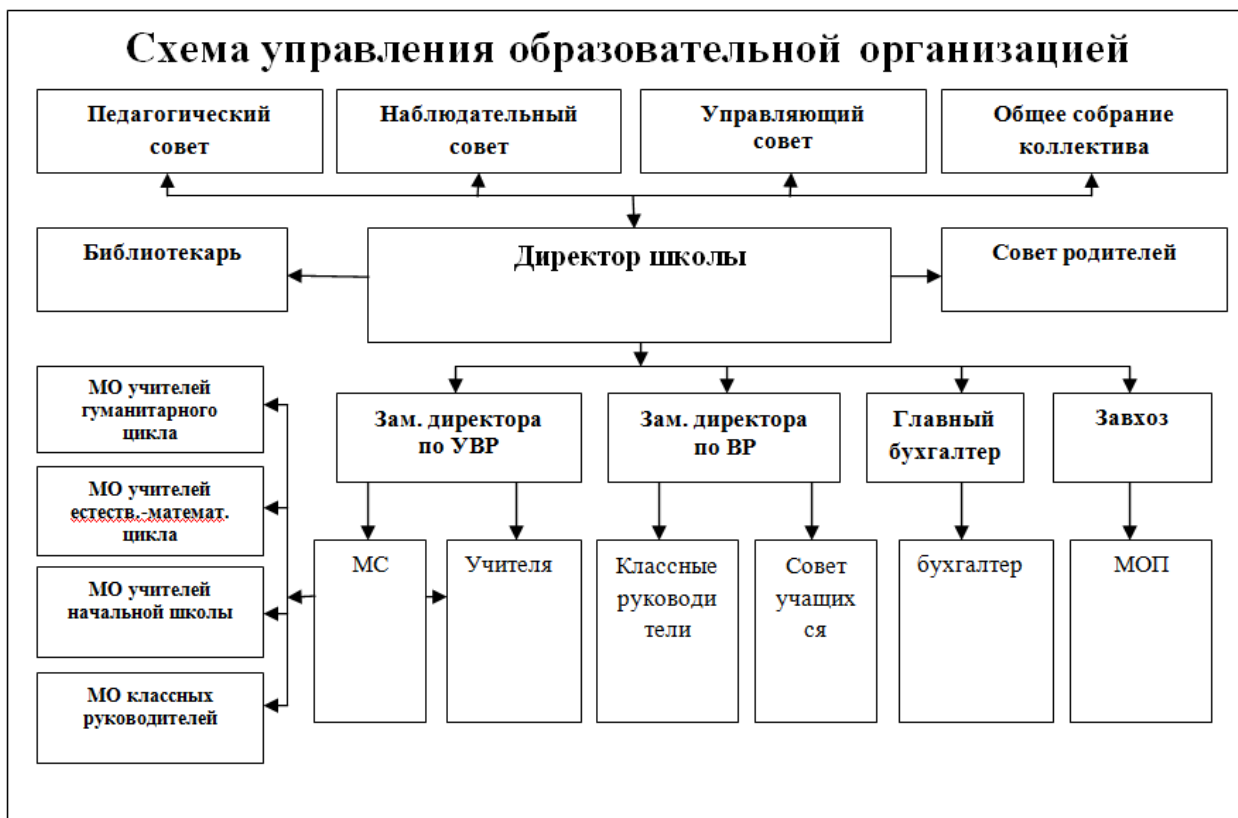 Схема управления образовательной организацией
Педагогический
совет
Наблюдательный
совет
Управляющий
совет
Общее собрание
коллектива
Библиотекарь
Директор школы
Совет родителей
МО учителей
гуманитарного
цикла
Зам. директора
по УВР
Зам. директора
по ВР
Главный
бухгалтер
Завхоз
МО учителей
естеств.-математ.
цикла
МО учителей
начальной школы
МО классных
руководителей
МС
Учителя
Классные
руководи
тели
Совет
учащих
ся
бухгалтер
МОП